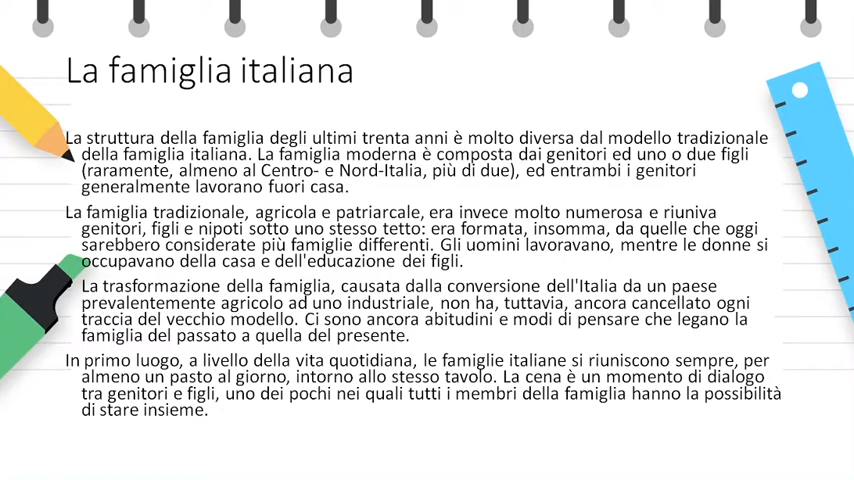 La famiglia italiana
La struttura della famiglia degli ultimi trenta anni è molto diversa dal modello tradizionale
della famiglia italiana. La famiglia moderna è composta dai genitori ed uno o due figli
(raramente, almeno al Centro- e Nord-Italia, più di due), ed entrambi i genitori
generalmente lavorano fuori casa.
La famiglia tradizionale, agricola e patriarcale, era invece molto numerosa e riuniva
genitori, figli e nipoti sotto uno stesso tetto: era formata, insomma, da quelle che oggi
sarebbero considerate più famiglie differenti. Gli uomini lavoravano, mentre le donne si
occupavano della casa e dell'educazione dei figli.
La trasformazione della famiglia, causata dalla conversione dell'Italia da un paese
prevalentemente agricolo ad uno industriale, non ha, tuttavia, ancora cancellato ogni
traccia del vecchio modello. Ci sono ancora abitudini e modi di pensare che legano la
famiglia del passato a quella del presente.
In primo luogo, a livello della vita quotidiana, le famiglie italiane si riuniscono sempre, per
almeno un pasto al giorno, intorno allo stesso tavolo. La cena è un momento di dialogo
tra genitori e figli, uno dei pochi nei quali tutti i membri della famiglia hanno la possibilità
di stare insieme.